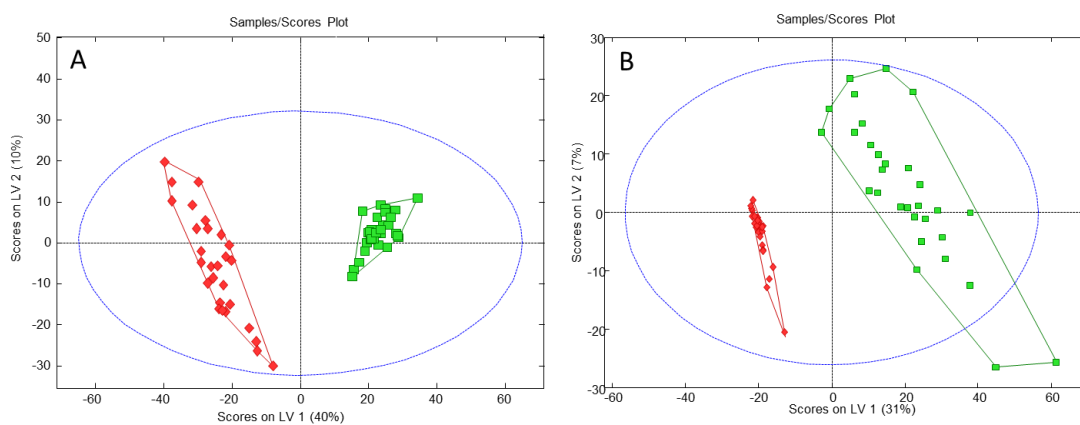 Samples/Scores Plot
A
50
40
30
20
10
0
-10
-20
-30
Scores on LV 2 (10%)
-60 -40 -20 0 20 40 60
Scores on LV 1 (40%)
Samples/Scores Plot
B
30
20
10
0
-10
-20
-30
Scores on LV 2 (7%)
-60 -40 -20 0 20 40 60
Scores on LV 1 (31%)